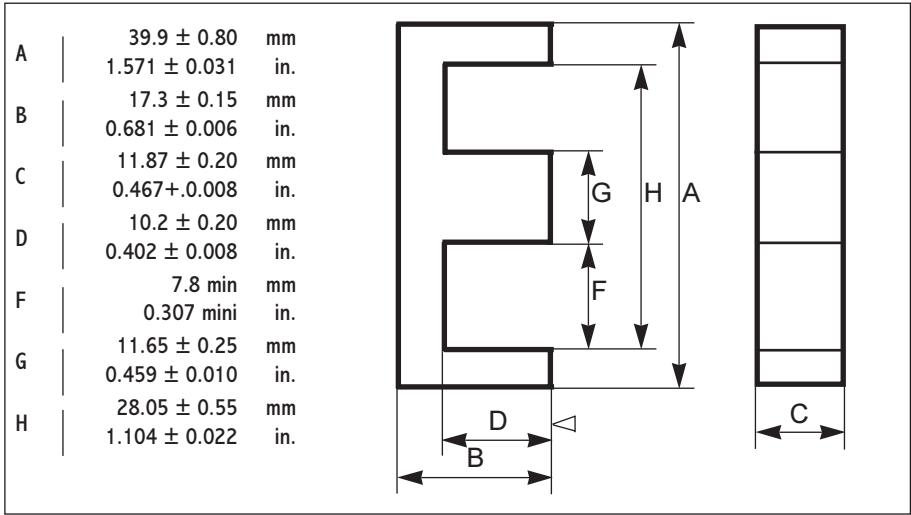 A 39.9 ± 0.80 mm
1.571 ± 0.031 in.
B 17.3 ± 0.15 mm
0.681 ± 0.006 in.
C 11.87 ± 0.20 mm
0.467+.0.008 in.
D 10.2 ± 0.20 mm
0.402 ± 0.008 in.
F 7.8 min mm
0.307 mini in.
G 11.65 ± 0.25 mm
0.459 ± 0.010 in.
H 28.05 ± 0.55 mm
1.104 ± 0.022 in.
G H A
F
D
B
C